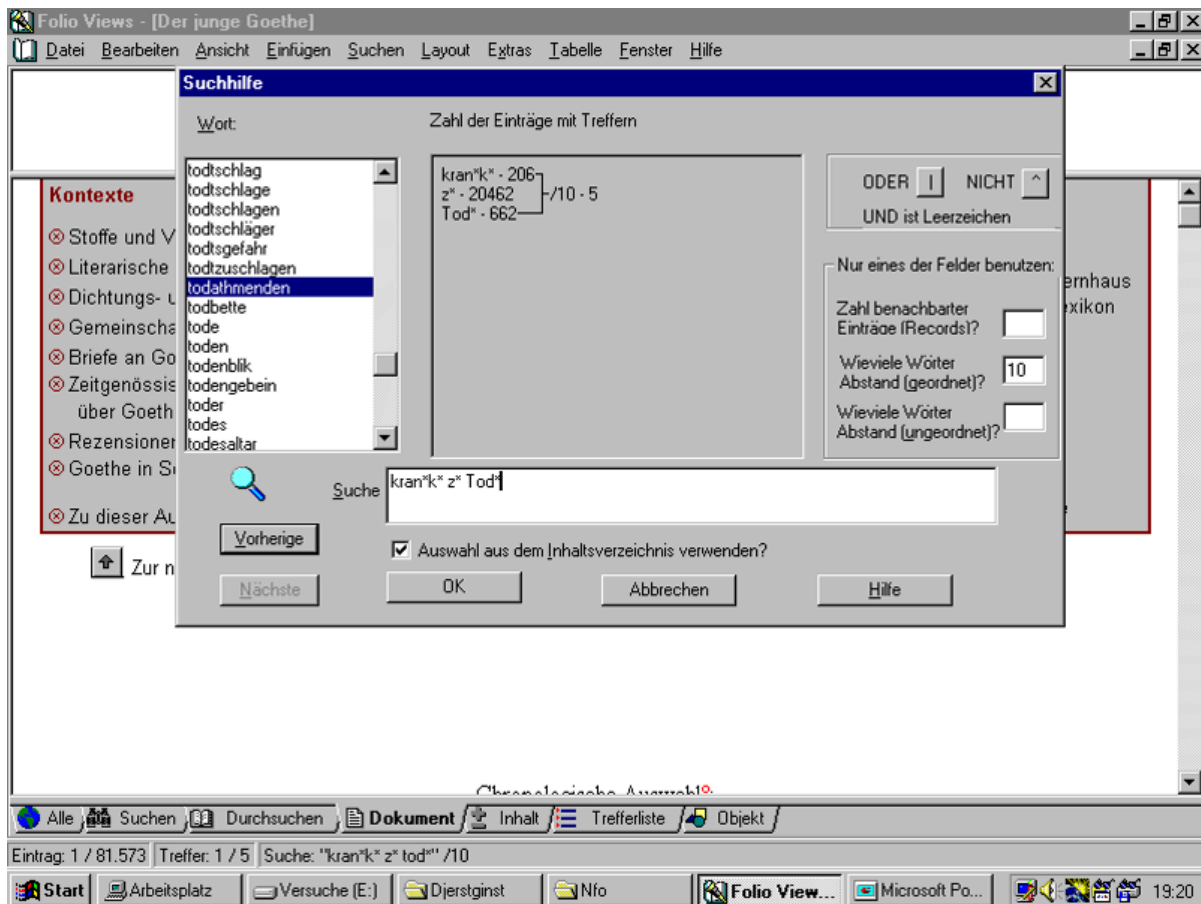 Folio Views - [Der junge Goethe]
Datei Bearbeiten Ansicht Einfügen Suchen Layout Extras Tabelle Fenster Hilfe
Suchhilfe
Wort:
Zahl der Einträge mit Treffern
todtschlag
todtschlage
todtschlagen
todtschläger
todtsgefahr
todtzuschlagen
todathmenden
todbette
tode
toden
todenblik
todengebein
toder
todes
todesaltar
kran*k* - 206
z* - 20462
Tod* - 662
/10 - 5
ODER | NICHT ^
UND ist Leerzeichen
Nur eines der Felder benutzen:
Zahl benachbarter
Einträge (Records)?
Wieviele Wörter
Abstand (geordnet)?
10
Wieviele Wörter
Abstand (ungeordnet)?
Suche
kran*k* z* Tod*
Vorherige
Auswahl aus dem Inhaltsverzeichnis verwenden?
Nächste
OK
Abbrechen
Hilfe
Kontexte
Stoffe und V
Literarische
Dichtungs- u
Gemeinscha
Briefe an Go
Zeitgenössis
über Goeth
Rezensionen
Goethe in S
Zu dieser Au
ernhaus
exikon
Zur n
Chronologische Auswahl
Alle Suchen Durchsuchen Dokument Inhalt Trefferliste Objekt
Eintrag: 1 / 81.573 Treffer: 1 / 5 Suche: "kran*k* z* tod*" /10
Start Arbeitsplatz Versuche (E:) Djerstginst Nfo Folio View... Microsoft Po... 19:20